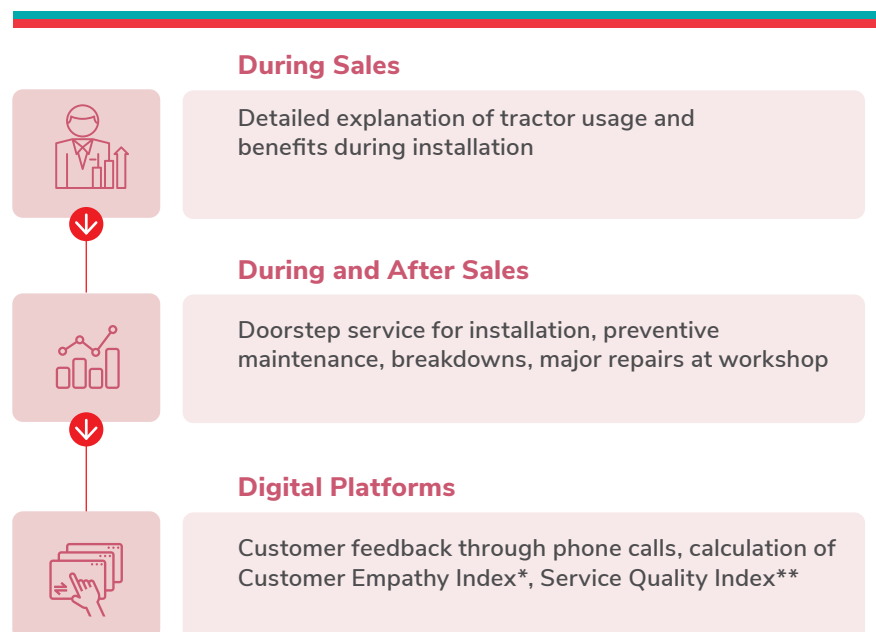 During Sales
Detailed explanation of tractor usage and
benefits during installation
During and After Sales
Doorstep service for installation, preventive
maintenance, breakdowns, major repairs at workshop
Digital Platforms
Customer feedback through phone calls, calculation of
Customer Empathy Index*, Service Quality Index**